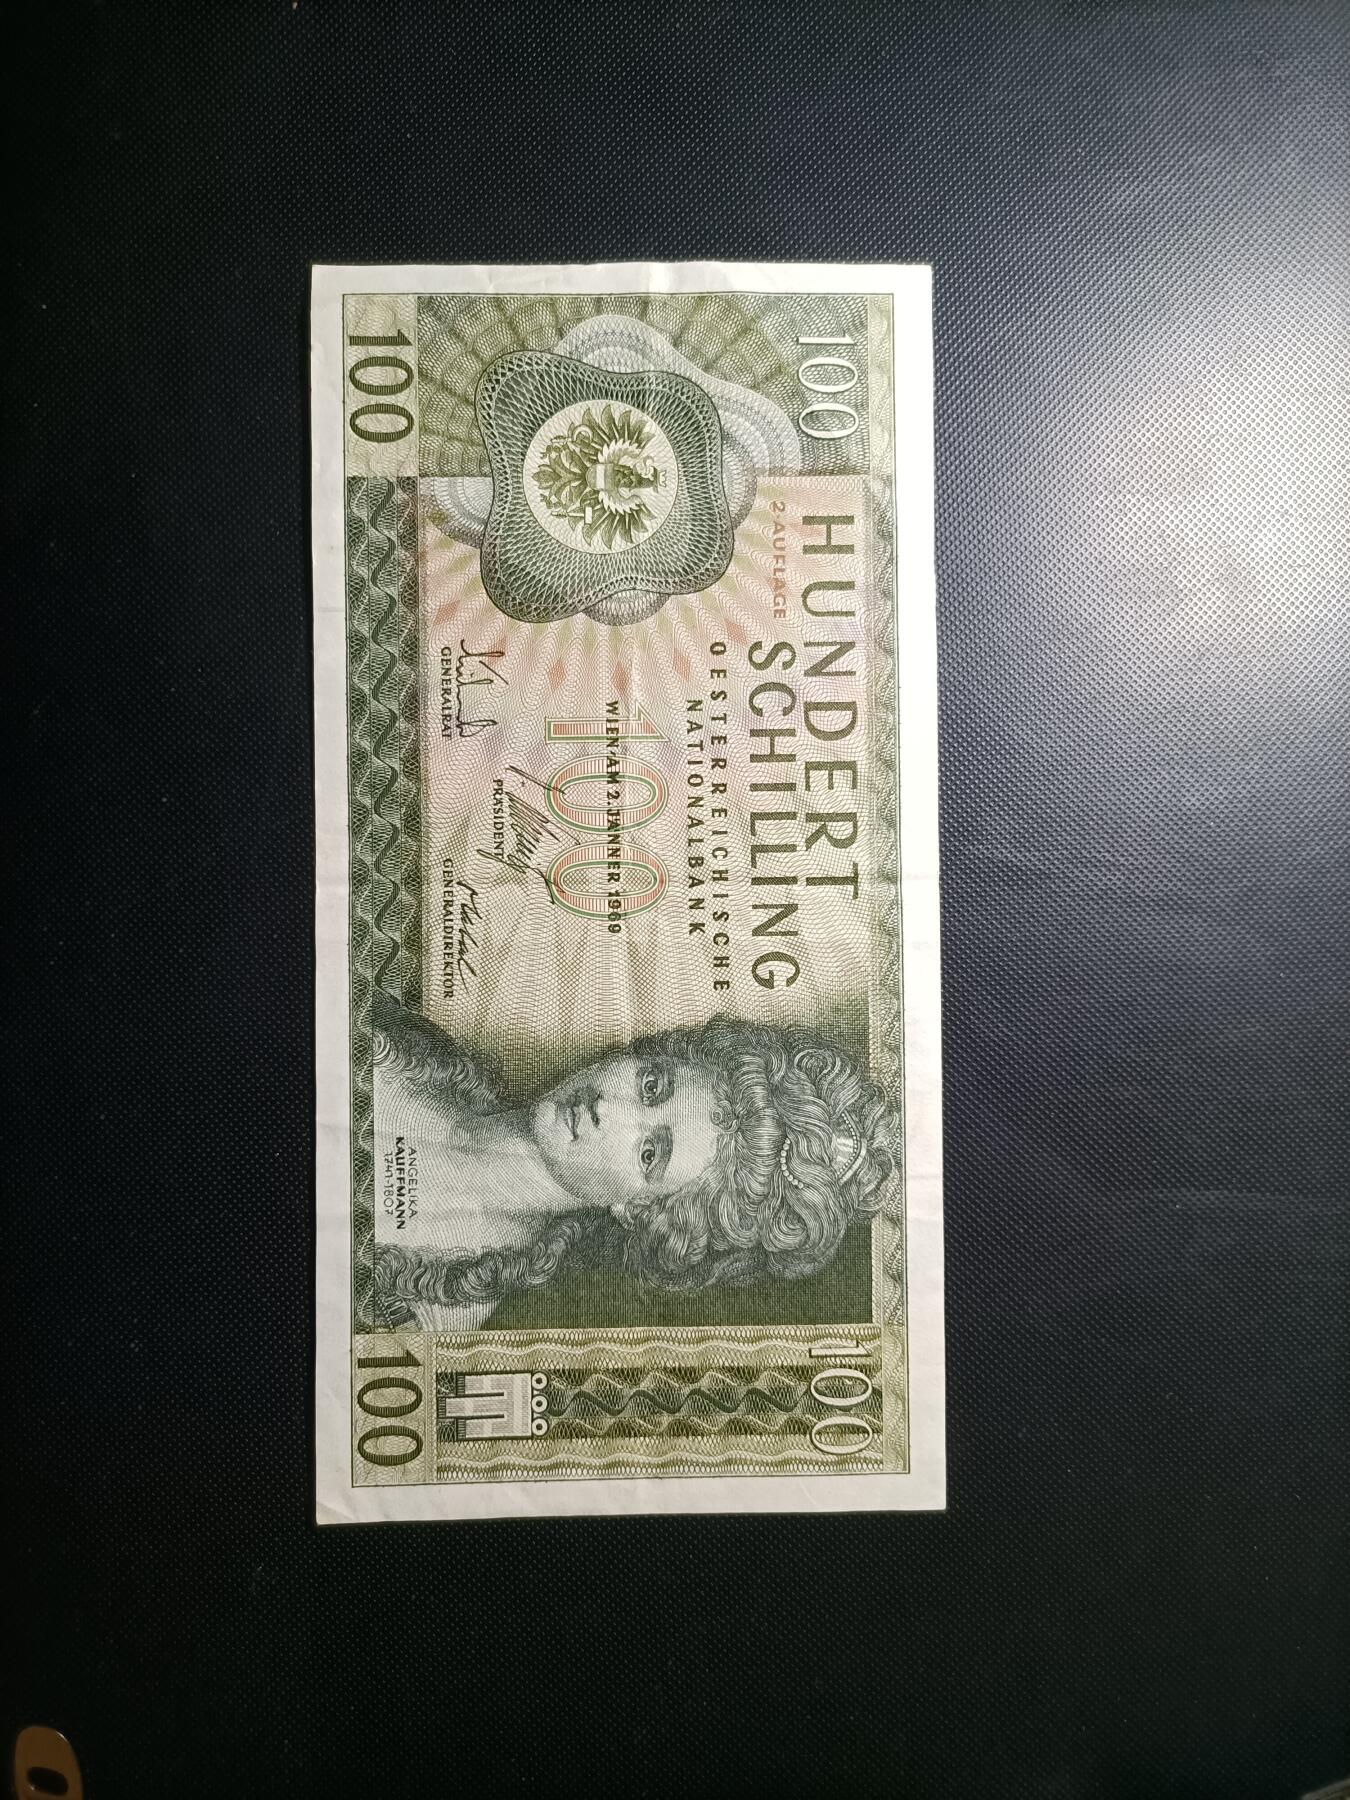 100
100
HUNDERT
SCHILLING
2·AUFLAGE
OESTERREICHISCHE
NATIONALBANK
100
WIEN·AM 2.JÄNNER 1969
PRÄSIDENT
GENERALRAT
GENERALDIREKTOR
ANGELIKA
KAUFFMANN
1741-1807
100
100